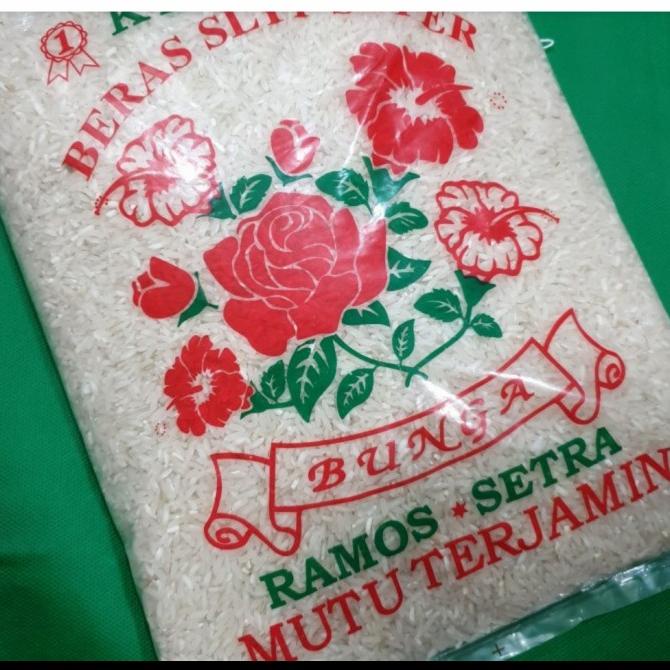 1
BERAS SLYP SUPER
BUNGA
RAMOS * SETRA
MUTU TERJAMIN